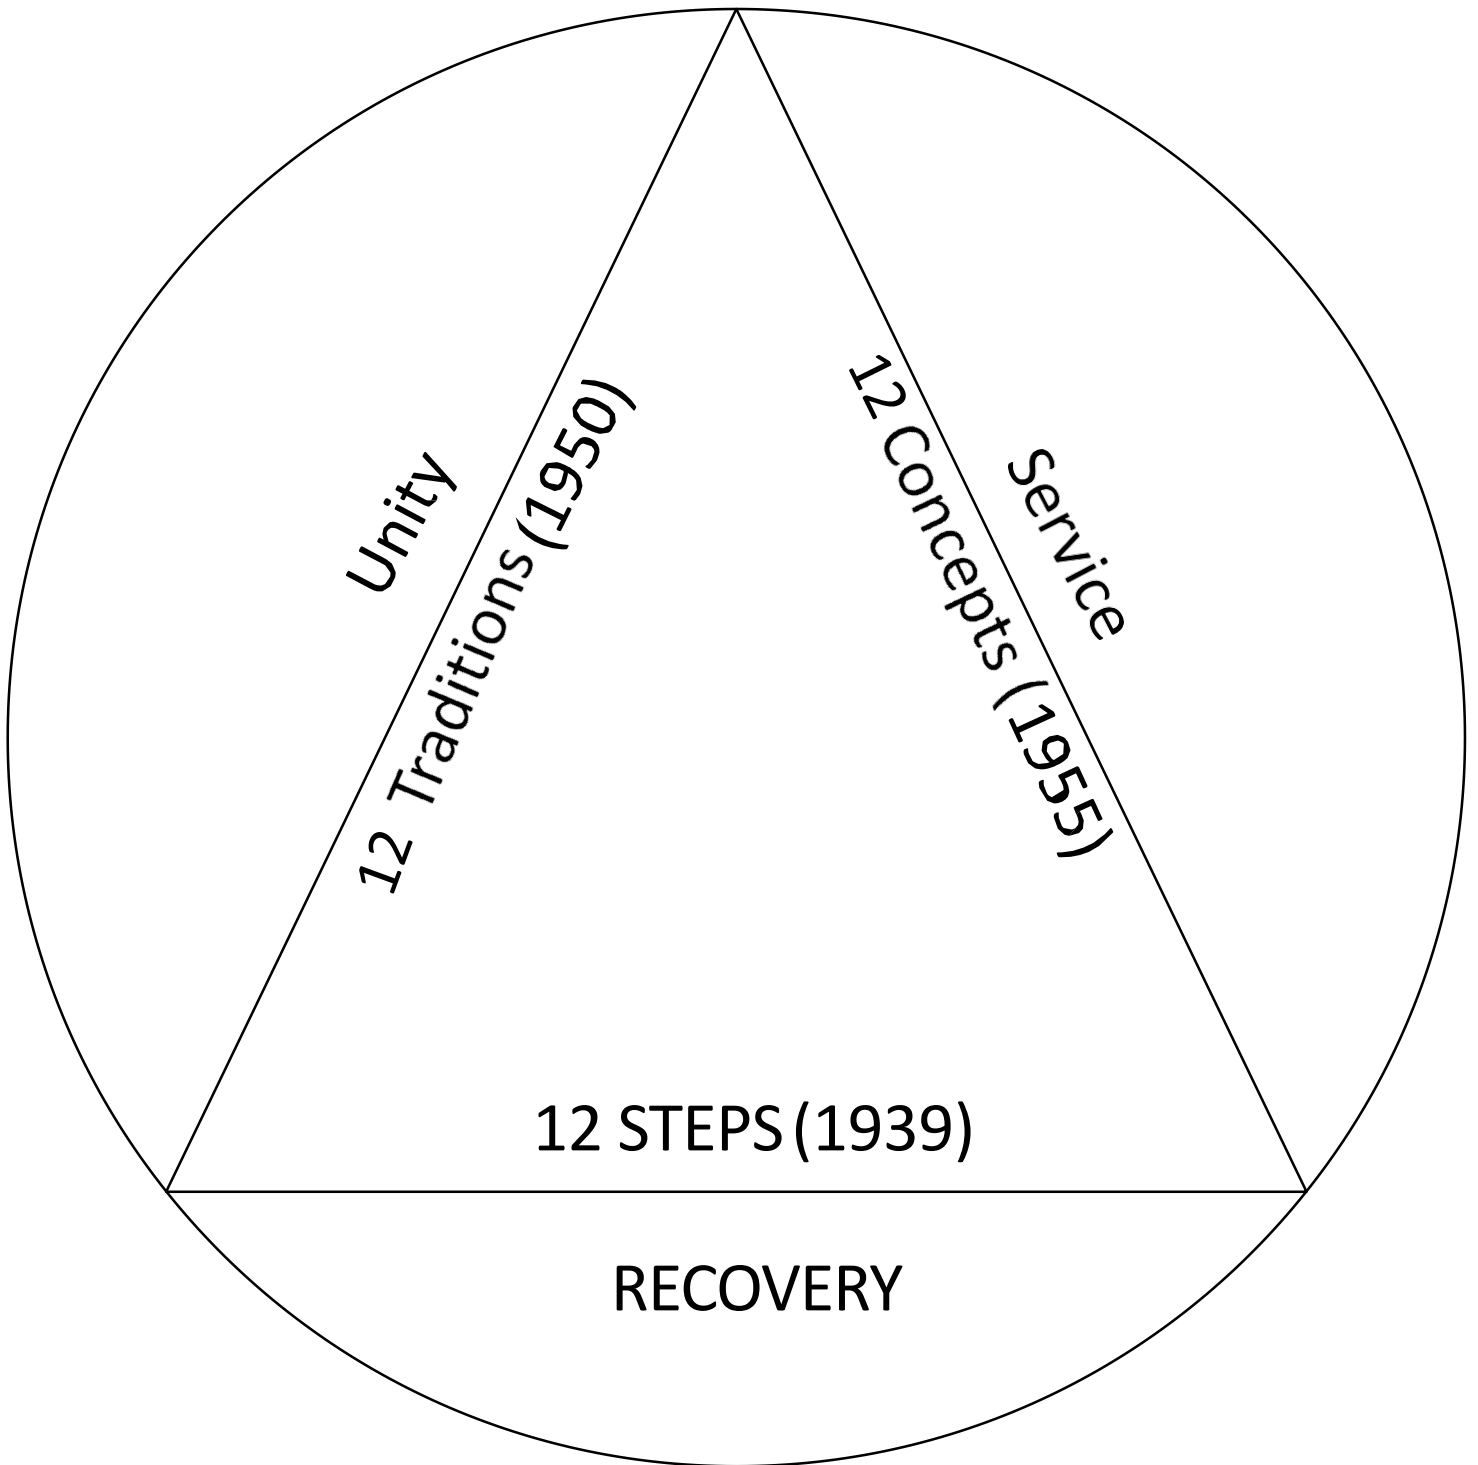 Unity
12 Traditions (1950)
12 Concepts (1955)
Service
12 STEPS (1939)
RECOVERY